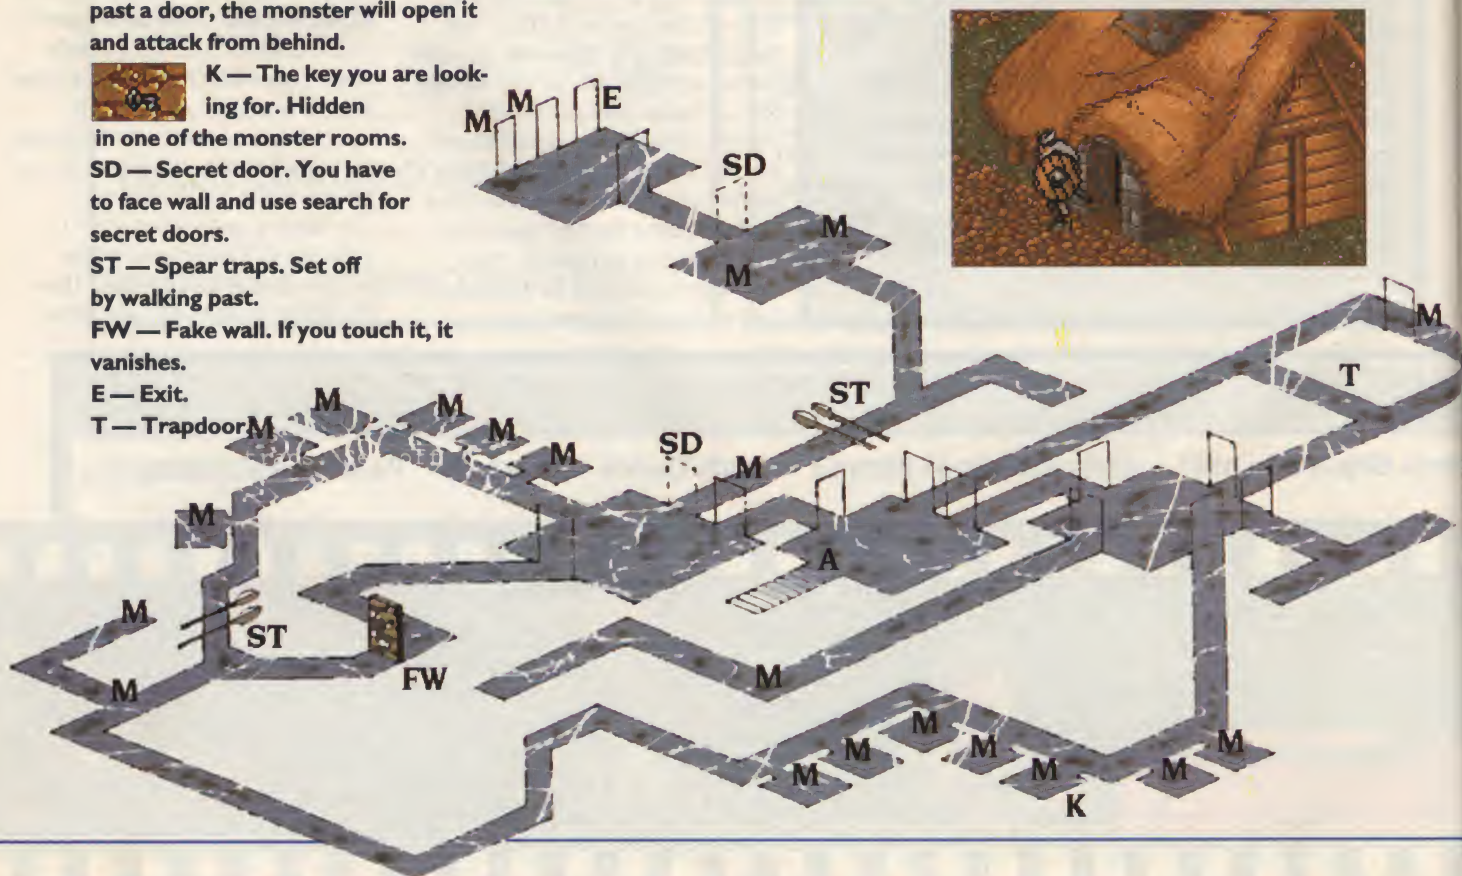 past a door, the monster will open it
and attack from behind.
K — The key you are look-
ing for. Hidden
in one of the monster rooms.
SD — Secret door. You have
to face wall and use search for
secret doors.
ST — Spear traps. Set off
by walking past.
FW — Fake wall. If you touch it, it
vanishes.
E — Exit.
T — Trapdoor.
M
M
E
SD
M
M
M
T
ST
M
M
M
M
M
SD
M
M
A
M
ST
FW
M
M
M
M
M
M
M
M
M
K